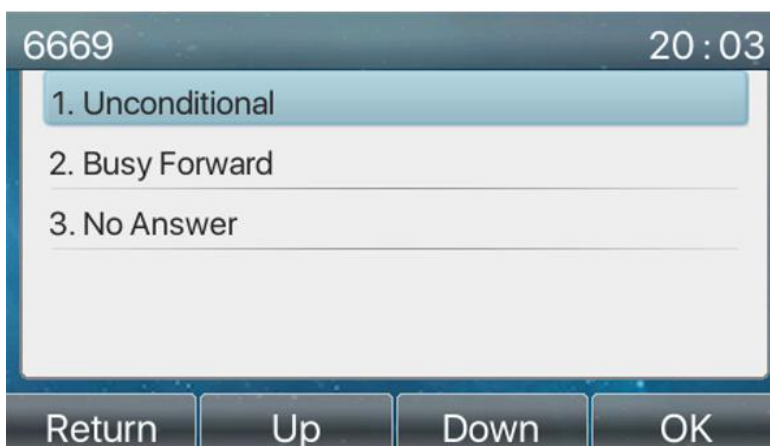 6669 20:03
1. Unconditional
2. Busy Forward
3. No Answer
Return Up Down OK